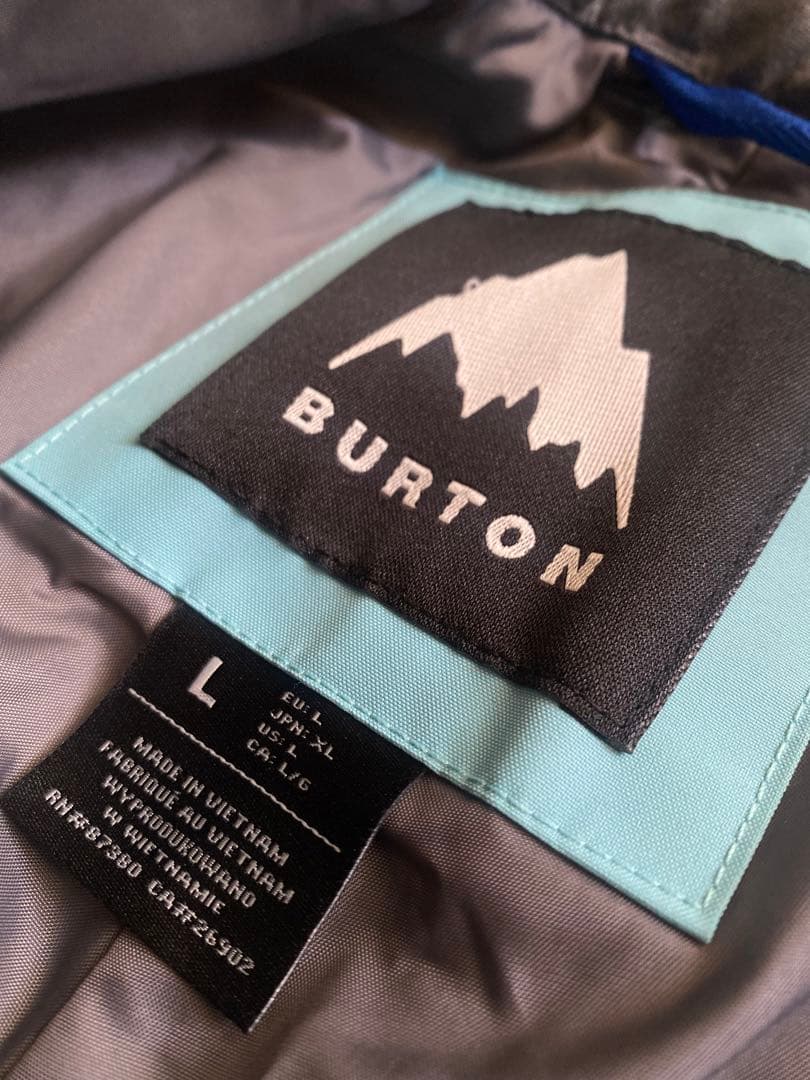 BURTON
L
EU: L
JPN: XL
US: L
CA: L/G
MADE IN VIETNAM
FABRIQUÉ AU VIETNAM
WYPRODUKOWANO
W WIETNAMIE
RN#87380 CA#26902